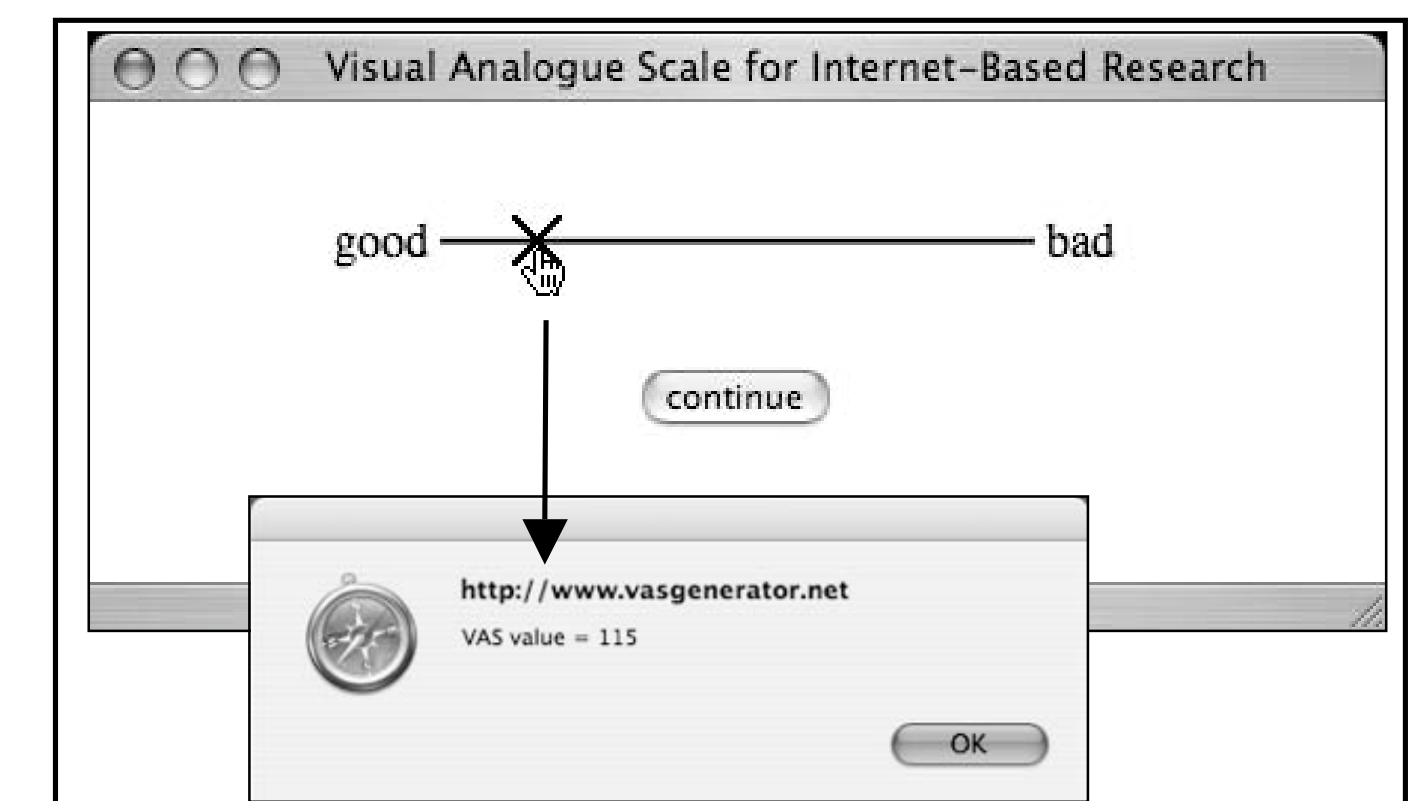 Visual Analogue Scale for Internet-Based Research
good bad
continue
http://www.vasgenerator.net
VAS value = 115
OK